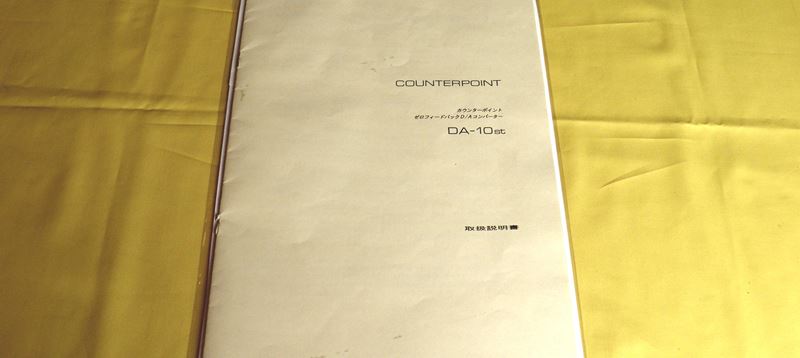 COUNTERPOINT
カウンターポイント
ゼロフィードバックD/Aコンバーター
DA-10st
取扱説明書